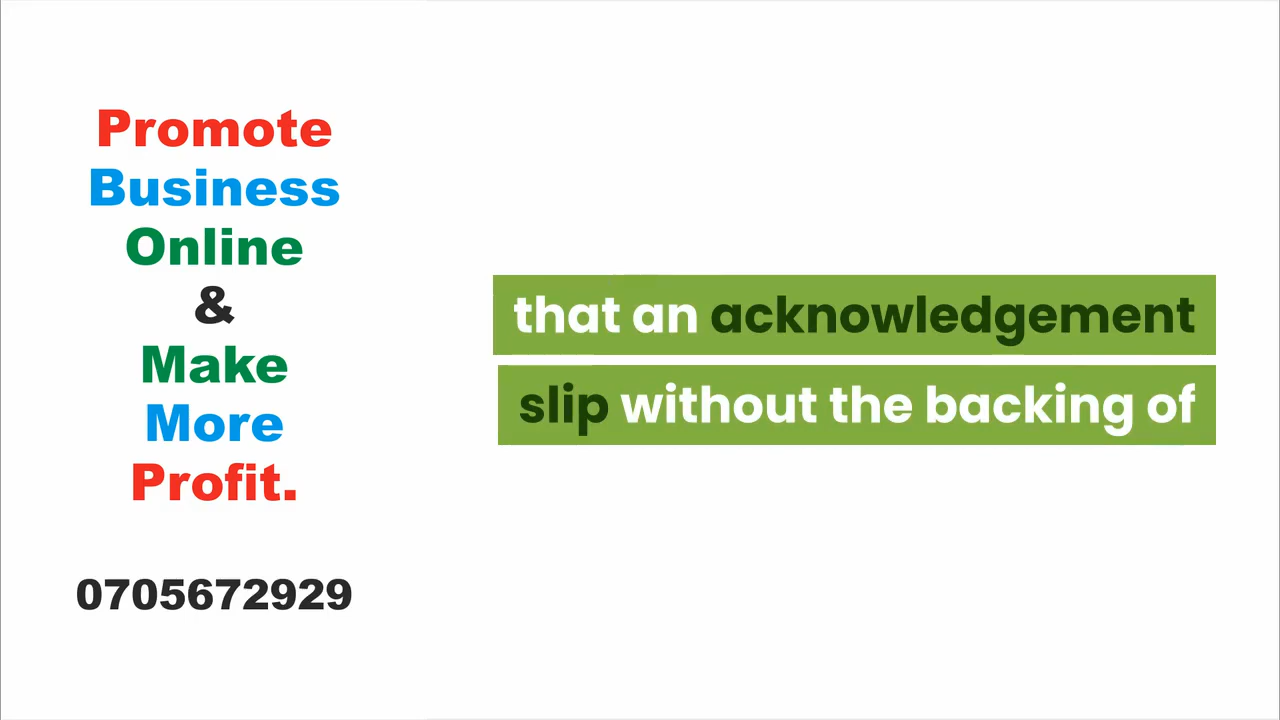 Promote
Business
Online
&
Make
More
Profit.
0705672929
that an acknowledgement
slip without the backing of